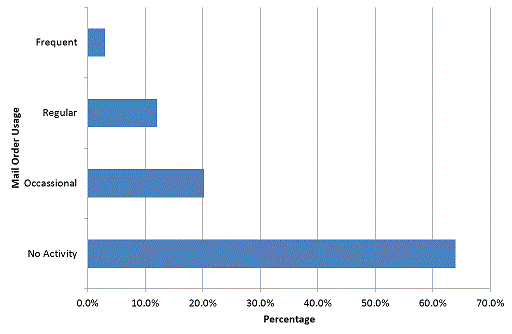 Frequent
Regular
Occassional
No Activity
Mail Order Usage
0.0% 10.0% 20.0% 30.0% 40.0% 50.0% 60.0% 70.0%
Percentage